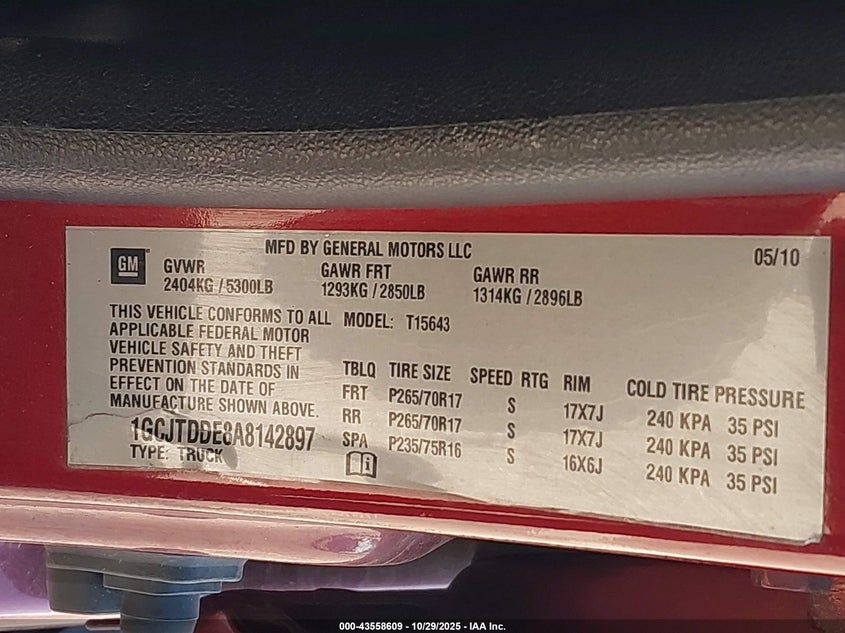 MFD BY GENERAL MOTORS LLC
05/10
GM
GVWR GAWR FRT GAWR RR
2404KG / 5300LB 1293KG / 2850LB 1314KG / 2896LB
THIS VEHICLE CONFORMS TO ALL
APPLICABLE FEDERAL MOTOR
VEHICLE SAFETY AND THEFT
PREVENTION STANDARDS IN
EFFECT ON THE DATE OF
MANUFACTURE SHOWN ABOVE.
1GCJTDDE8A8142897
TYPE: TRUCK
MODEL: T15643
TBLQ TIRE SIZE SPEED RTG RIM COLD TIRE PRESSURE
FRT P265/70R17 S 17X7J 240 KPA 35 PSI
RR P265/70R17 S 17X7J 240 KPA 35 PSI
SPA P235/75R16 S 16X6J 240 KPA 35 PSI
000-43558609 - 10/29/2025 - IAA Inc.